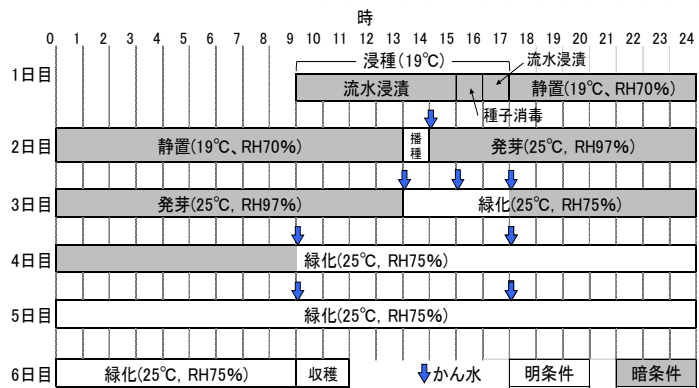 時
0 1 2 3 4 5 6 7 8 9 10 11 12 13 14 15 16 17 18 19 20 21 22 23 24
浸種(19℃) 流水浸漬
1日目 流水浸漬 静置(19℃、RH70%)
種子消毒
2日目 静置(19℃、RH70%) 播種 発芽(25℃, RH97%)
3日目 発芽(25℃, RH97%) 緑化(25℃, RH75%)
4日目 緑化(25℃, RH75%)
5日目 緑化(25℃, RH75%)
6日目 緑化(25℃, RH75%) 収穫 かん水 明条件 暗条件